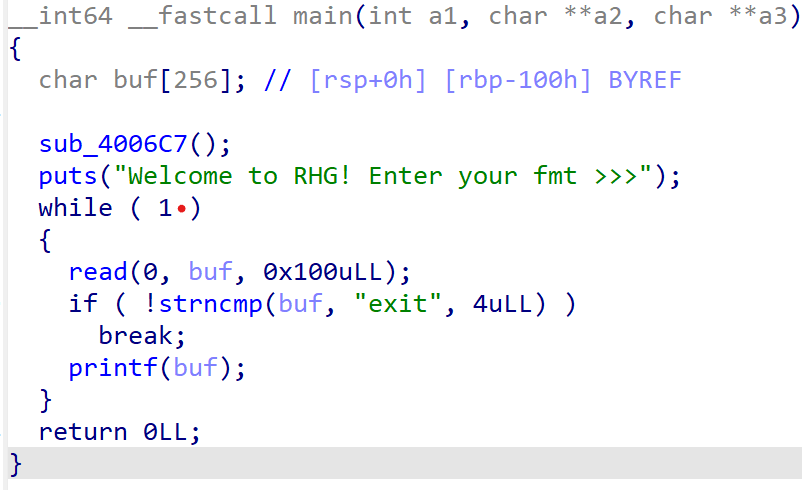 __int64 __fastcall main(int a1, char **a2, char **a3)
{
  char buf[256]; // [rsp+0h] [rbp-100h] BYREF

  sub_4006C7();
  puts("Welcome to RHG! Enter your fmt >>>");
  while ( 1 )
  {
    read(0, buf, 0x100uLL);
    if ( !strncmp(buf, "exit", 4uLL) )
      break;
    printf(buf);
  }
  return 0LL;
}